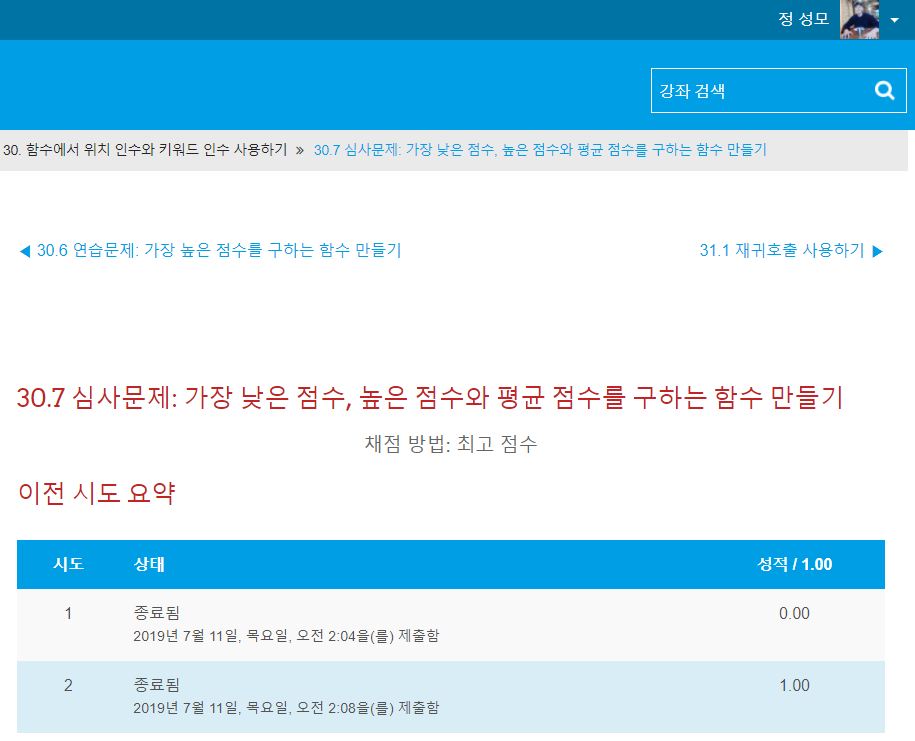 정 성모
강좌 검색
30. 함수에서 위치 인수와 키워드 인수 사용하기 » 30.7 심사문제: 가장 낮은 점수, 높은 점수와 평균 점수를 구하는 함수 만들기
◀ 30.6 연습문제: 가장 높은 점수를 구하는 함수 만들기 31.1 재귀호출 사용하기 ▶
30.7 심사문제: 가장 낮은 점수, 높은 점수와 평균 점수를 구하는 함수 만들기
채점 방법: 최고 점수
이전 시도 요약
시도 상태 성적 / 1.00
1 종료됨 0.00
2019년 7월 11일, 목요일, 오전 2:04을(를) 제출함
2 종료됨 1.00
2019년 7월 11일, 목요일, 오전 2:08을(를) 제출함